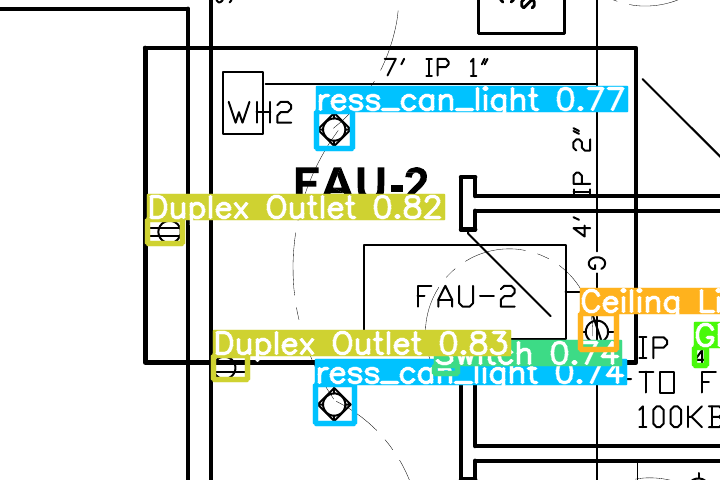 7' IP 1"
ress_can_light 0.77
WH2
4' IP 2"
FAU-2
Duplex Outlet 0.82
G
FAU-2
Ceiling Li
Duplex Outlet 0.83
Switch 0.74
IP
G
4
ress_can_light 0.74
TO F
100KB